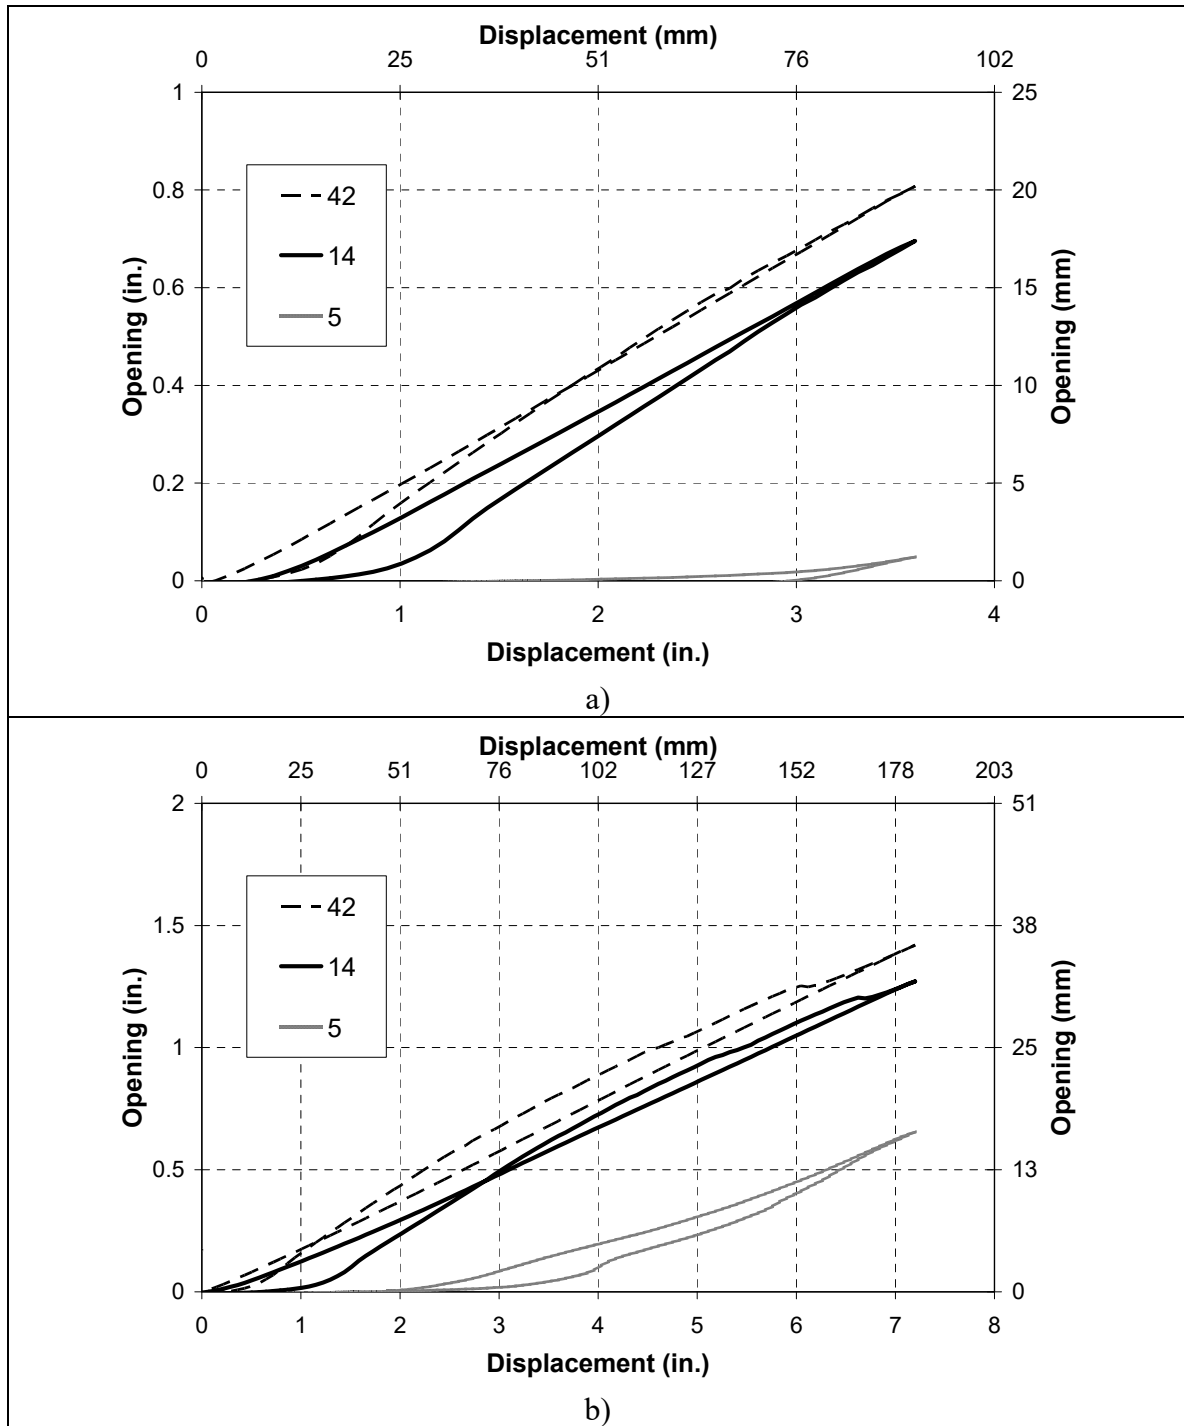 Displacement (mm)
0 25 51 76 102
1 25
0.8 20
0.6 15
0.4 10
0.2 5
0 0
42
14
5
Opening (in.)
Opening (mm)
0 1 2 3 4
Displacement (in.)
a)
Displacement (mm)
0 25 51 76 102 127 152 178 203
2 51
1.5 38
1 25
0.5 13
0 0
42
14
5
Opening (in.)
Opening (mm)
0 1 2 3 4 5 6 7 8
Displacement (in.)
b)